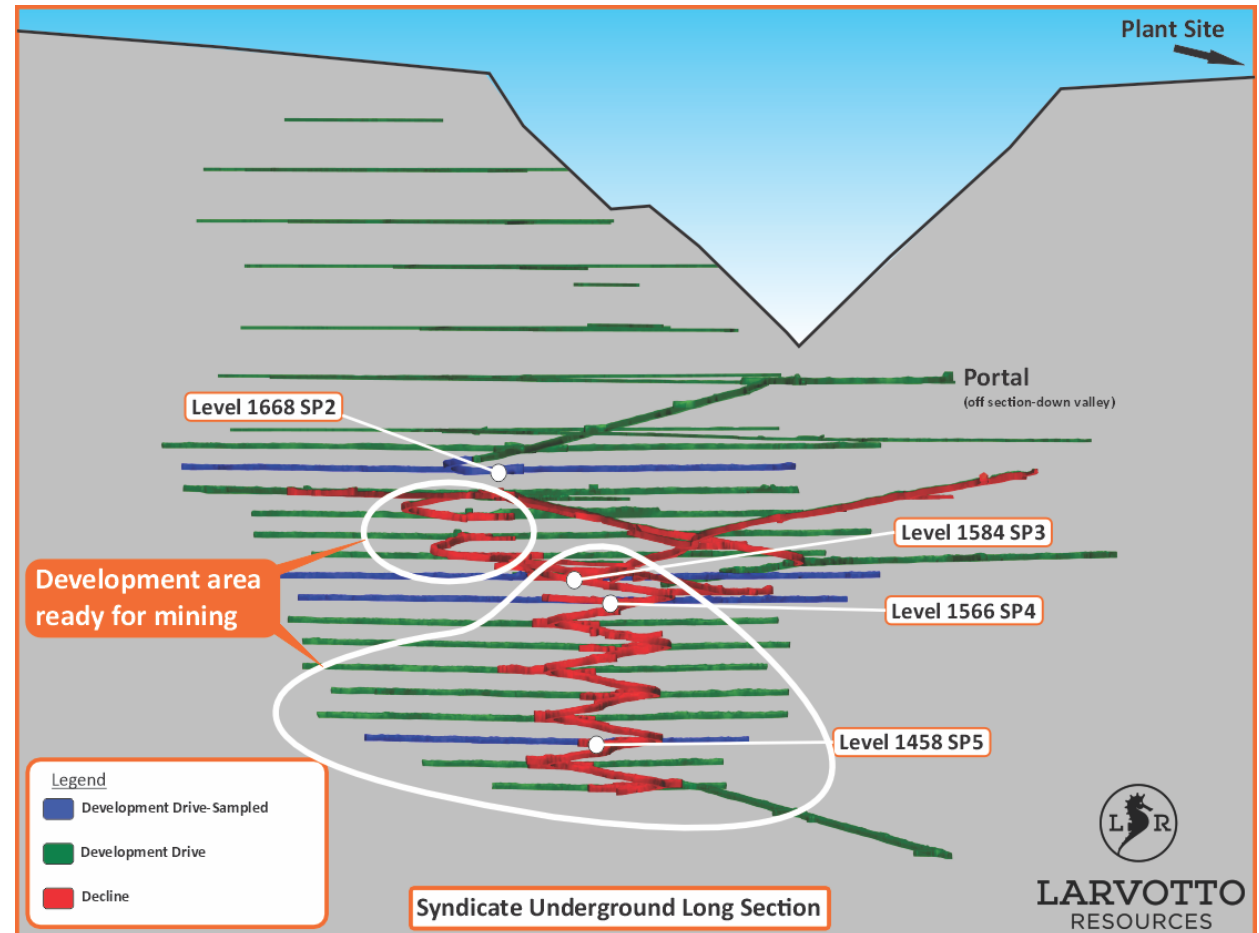 Plant Site
Portal
(off section-down valley)
Level 1668 SP2
Level 1584 SP3
Development area
ready for mining
Level 1566 SP4
Level 1458 SP5
Legend
Development Drive-Sampled
Development Drive
Decline
Syndicate Underground Long Section
L R
LARVOTTO
RESOURCES